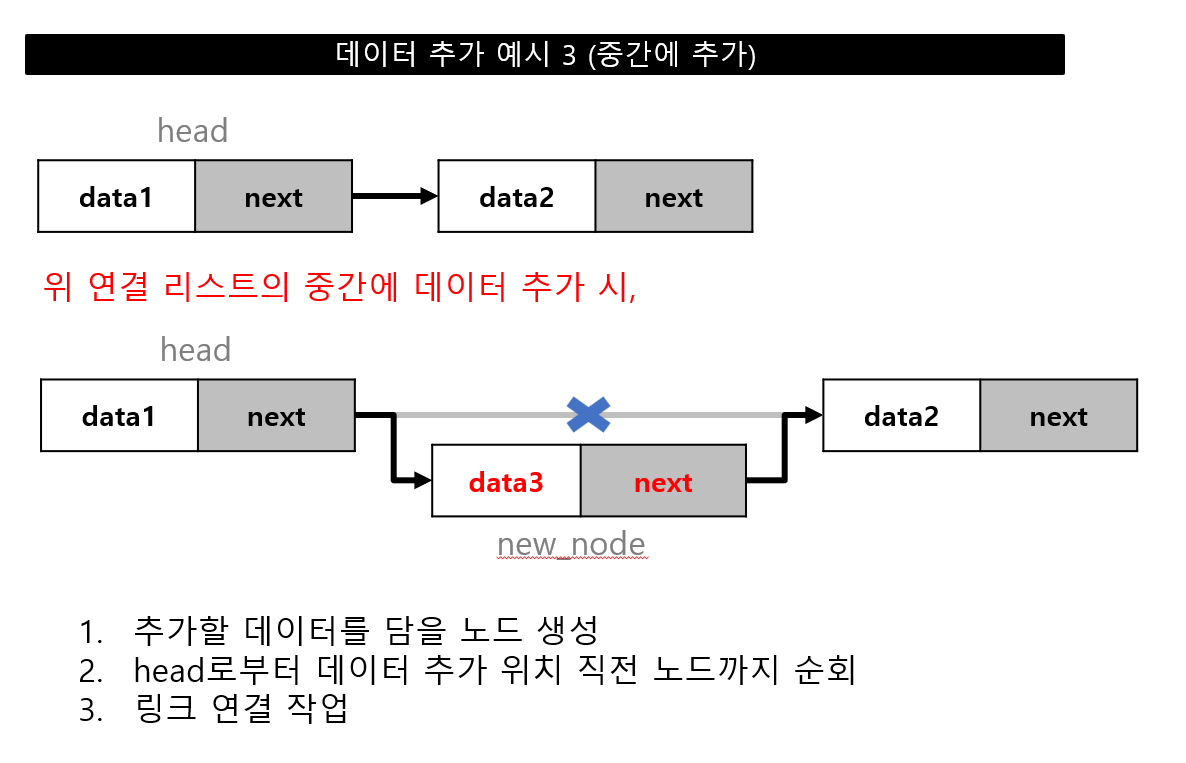 데이터 추가 예시 3 (중간에 추가)
head
data1 next data2 next
위 연결 리스트의 중간에 데이터 추가 시,
head
data1 next data2 next
data3 next
new_node
1. 추가할 데이터를 담을 노드 생성
2. head로부터 데이터 추가 위치 직전 노드까지 순회
3. 링크 연결 작업